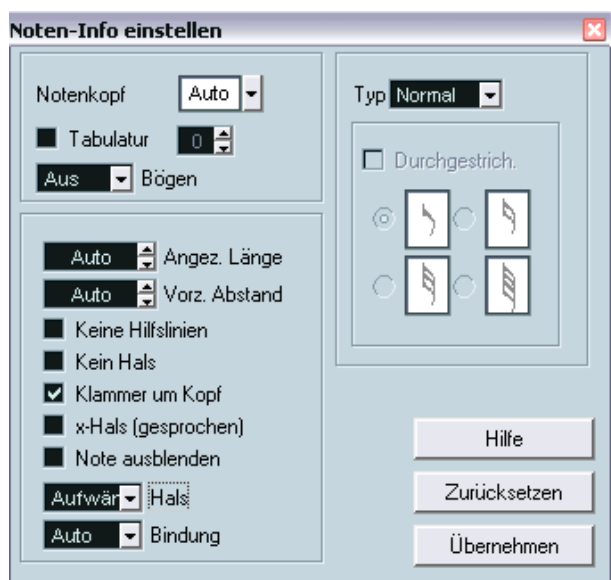 Noten-Info einstellen
Notenkopf Auto
Tabulatur 0
Aus Bögen
Auto Angez. Länge
Auto Vorz. Abstand
Keine Hilfslinien
Kein Hals
Klammer um Kopf
x-Hals (gesprochen)
Note ausblenden
Aufwär Hals
Auto Bindung
Typ Normal
Durchgestrich.
Hilfe
Zurücksetzen
Übernehmen